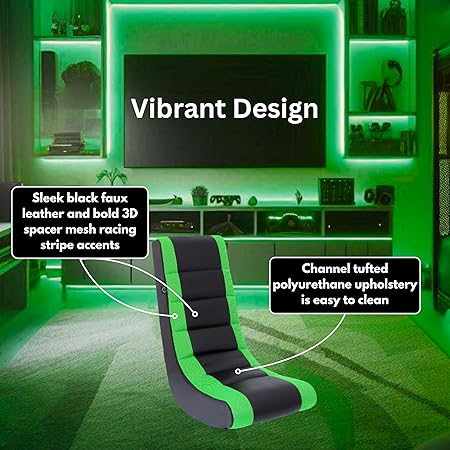 Vibrant Design
Sleek black faux
leather and bold 3D
spacer mesh racing
stripe accents
Channel tufted
polyurethane upholstery
is easy to clean